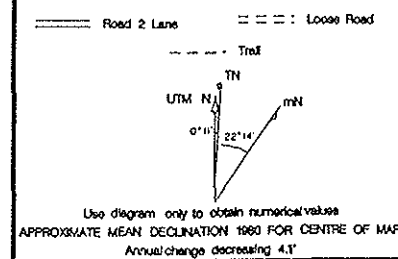 Road 2 Lane
Loose Road
Trail
TN
UTM N
mN
0°11'
22°14'
Use diagram only to obtain numerical values
APPROXIMATE MEAN DECLINATION 1980 FOR CENTRE OF MAP
Annual change decreasing 4.1'